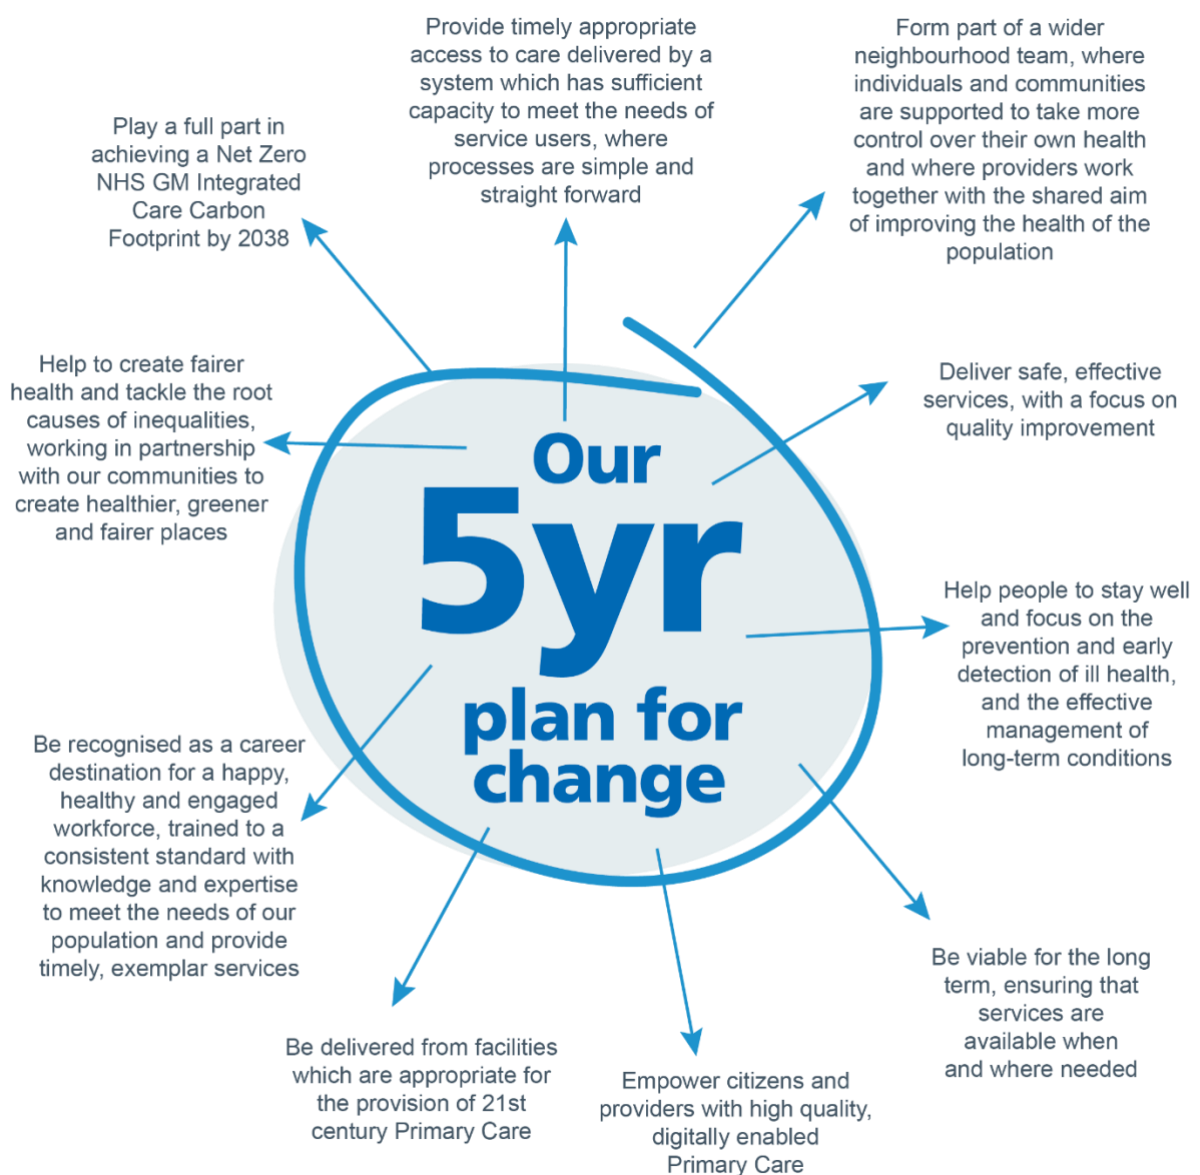 Our
5yr
plan for
change
Provide timely appropriate
access to care delivered by a
system which has sufficient
capacity to meet the needs of
service users, where
processes are simple and
straight forward
Form part of a wider
neighbourhood team, where
individuals and communities
are supported to take more
control over their own health
and where providers work
together with the shared aim
of improving the health of the
population
Deliver safe, effective
services, with a focus on
quality improvement
Help people to stay well
and focus on the
prevention and early
detection of ill health,
and the effective
management of
long-term conditions
Be viable for the long
term, ensuring that
services are
available when
and where needed
Empower citizens and
providers with high quality,
digitally enabled
Primary Care
Be delivered from facilities
which are appropriate for
the provision of 21st
century Primary Care
Be recognised as a career
destination for a happy,
healthy and engaged
workforce, trained to a
consistent standard with
knowledge and expertise
to meet the needs of our
population and provide
timely, exemplar services
Help to create fairer
health and tackle the root
causes of inequalities,
working in partnership
with our communities to
create healthier, greener
and fairer places
Play a full part in
achieving a Net Zero
NHS GM Integrated
Care Carbon
Footprint by 2038